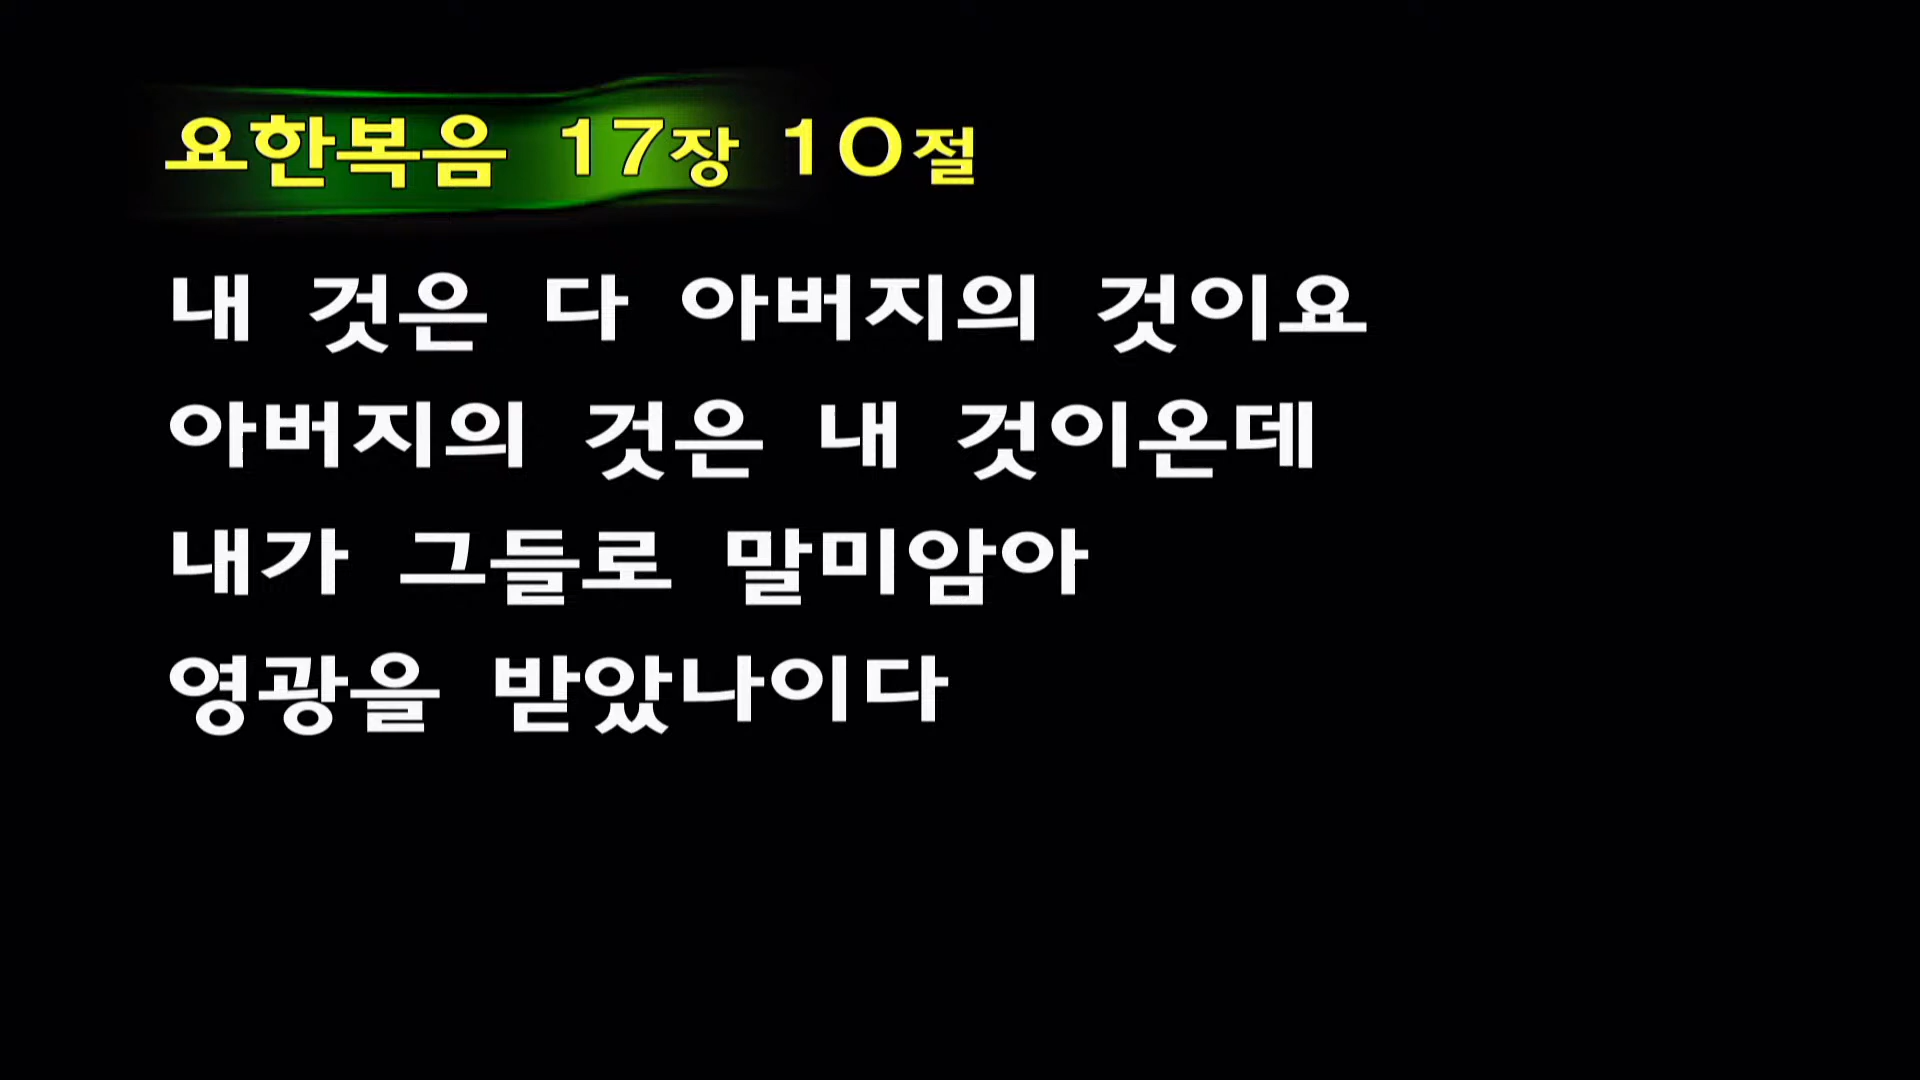 요한복음 17장 10절
내 것은 다 아버지의 것이요
아버지의 것은 내 것이온데
내가 그들로 말미암아
영광을 받았나이다